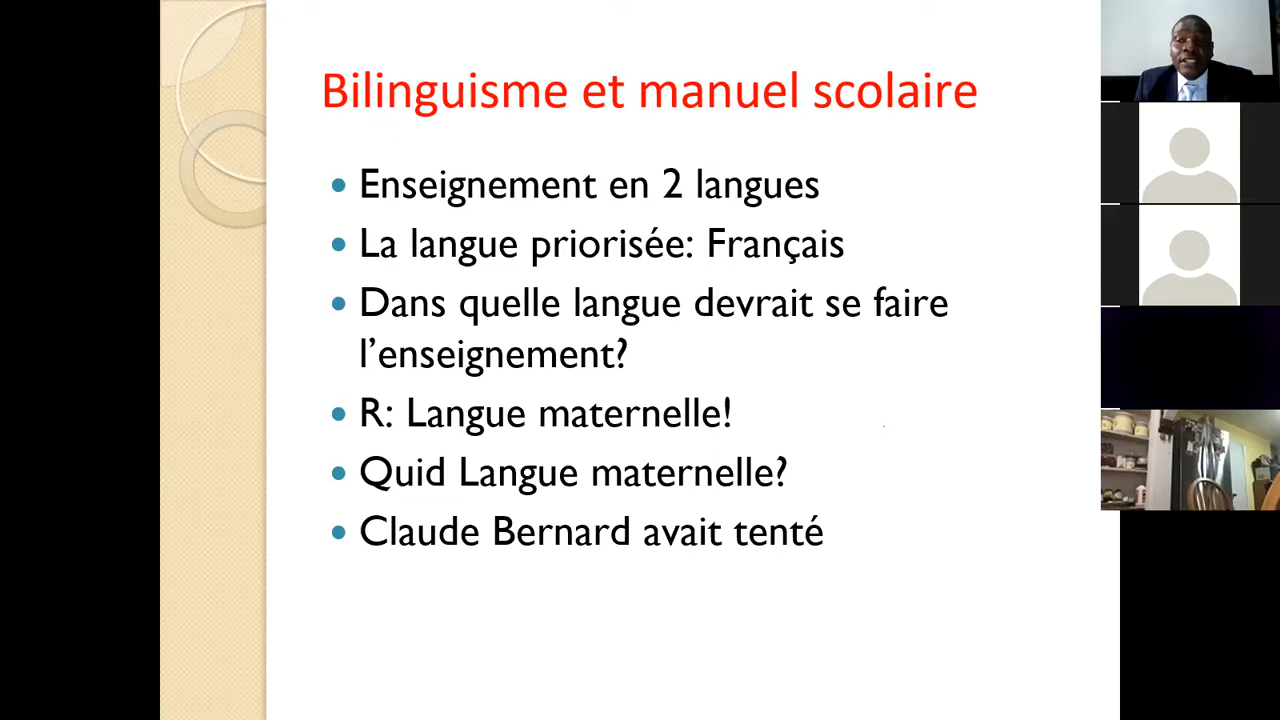 Bilinguisme et manuel scolaire
Enseignement en 2 langues
La langue priorisée: Français
Dans quelle langue devrait se faire
l’enseignement?
R: Langue maternelle!
Quid Langue maternelle?
Claude Bernard avait tenté